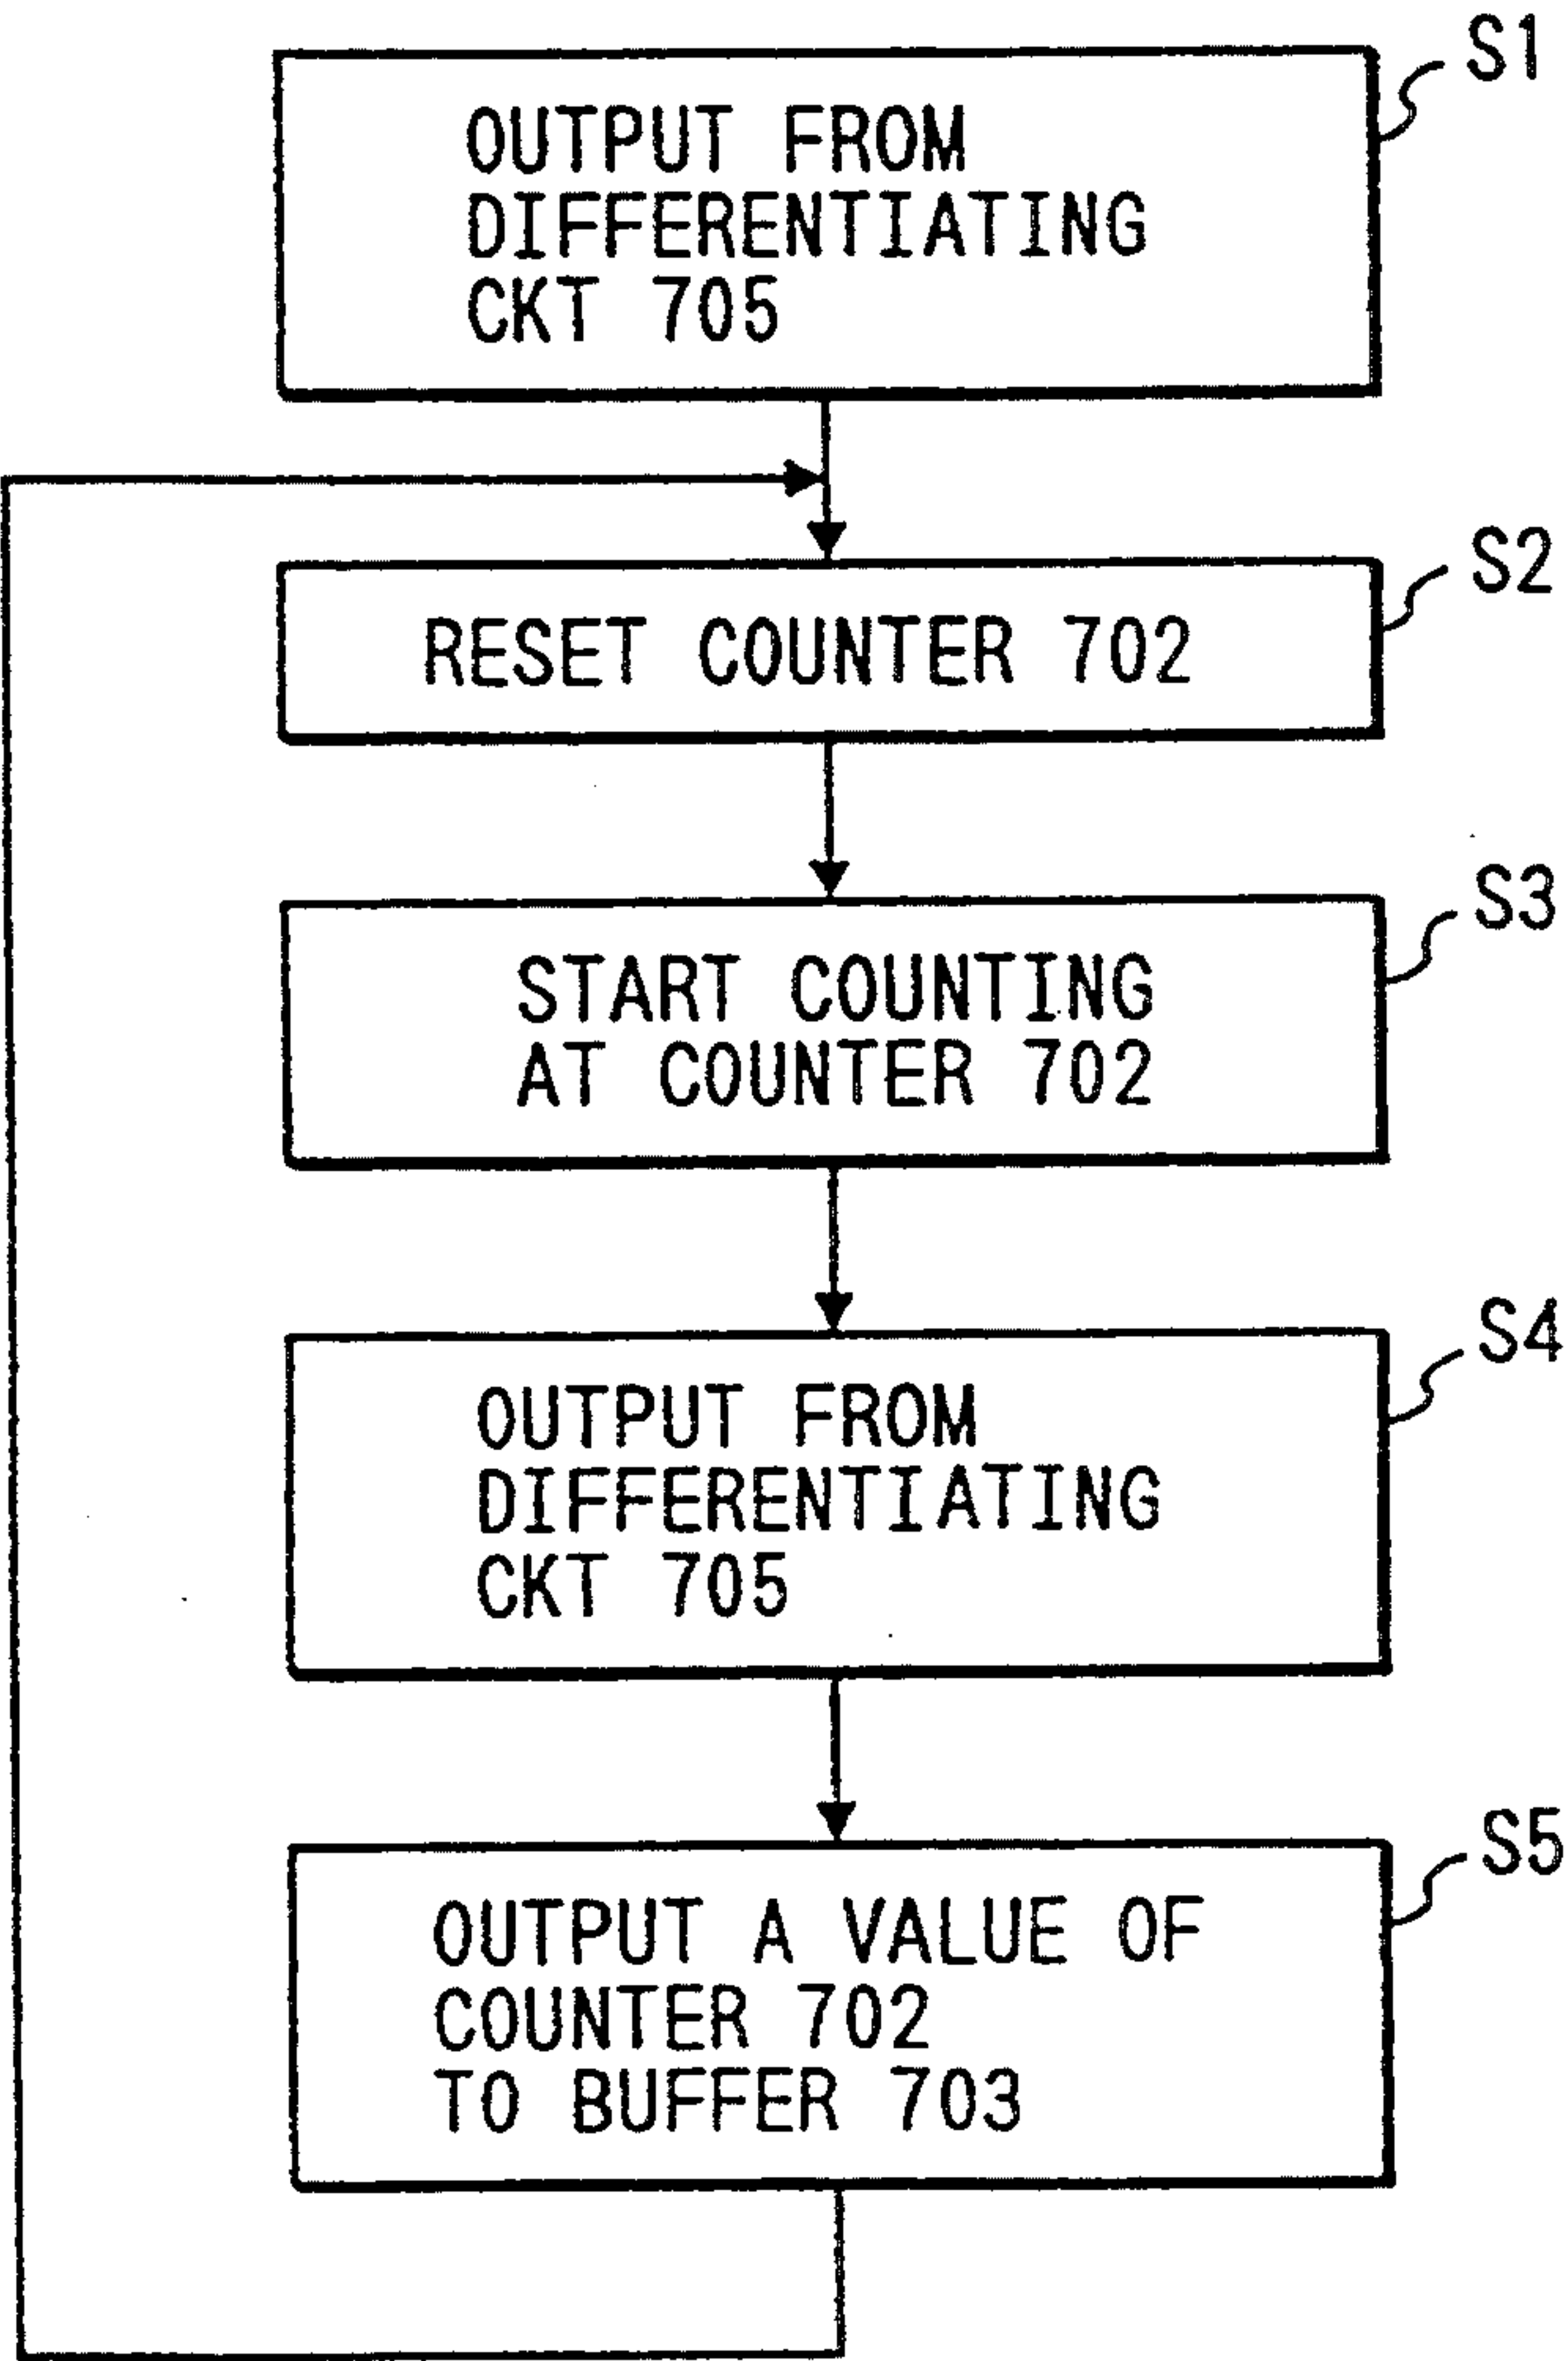 S1
OUTPUT FROM
DIFFERENTIATING
CKT 705
S2
RESET COUNTER 702
S3
START COUNTING
AT COUNTER 702
S4
OUTPUT FROM
DIFFERENTIATING
CKT 705
S5
OUTPUT A VALUE OF
COUNTER 702
TO BUFFER 703